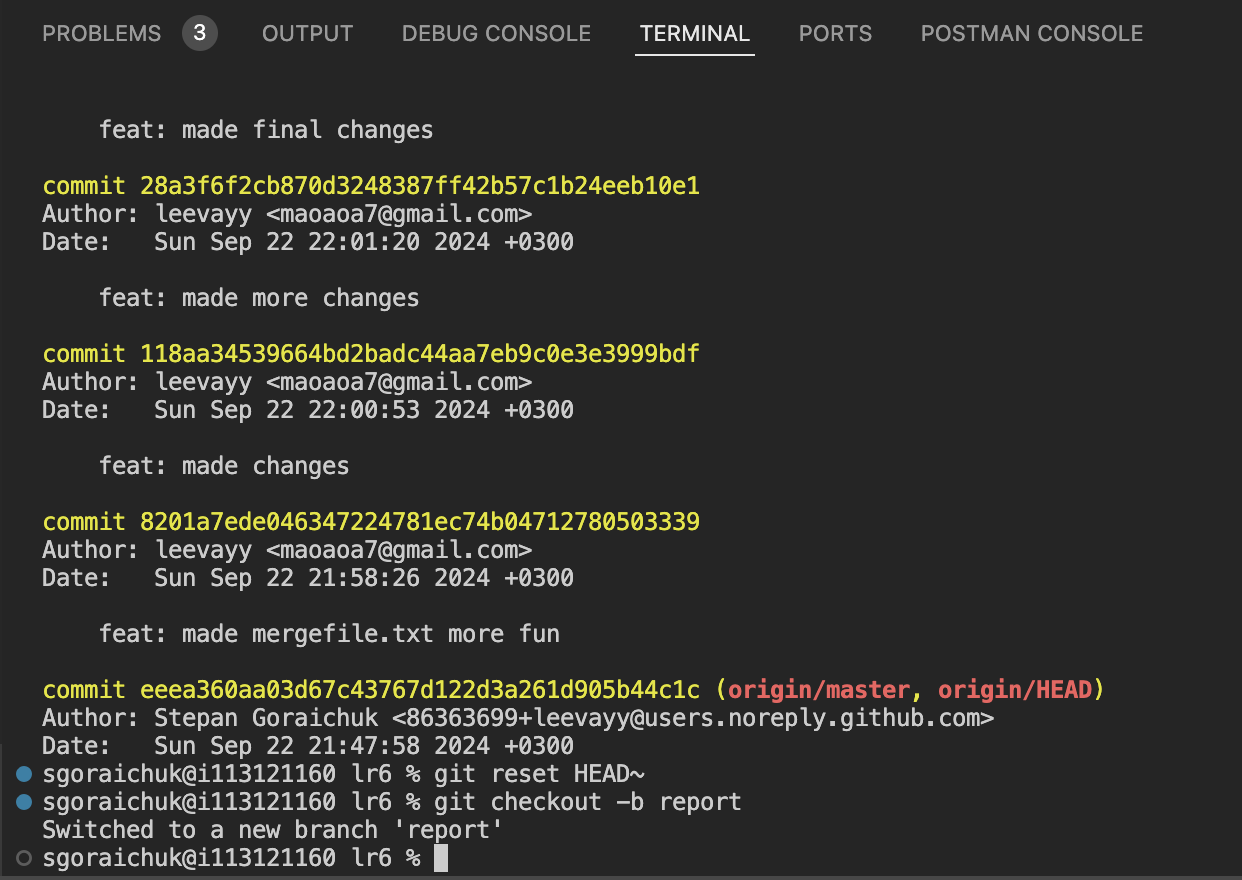 PROBLEMS 3 OUTPUT DEBUG CONSOLE TERMINAL PORTS POSTMAN CONSOLE
feat: made final changes
commit 28a3f6f2cb870d3248387ff42b57c1b24eeb10e1
Author: leevayy <maoaoa7@gmail.com>
Date:   Sun Sep 22 22:01:20 2024 +0300
feat: made more changes
commit 118aa34539664bd2badc44aa7eb9c0e3e3999bdf
Author: leevayy <maoaoa7@gmail.com>
Date:   Sun Sep 22 22:00:53 2024 +0300
feat: made changes
commit 8201a7ede046347224781ec74b04712780503339
Author: leevayy <maoaoa7@gmail.com>
Date:   Sun Sep 22 21:58:26 2024 +0300
feat: made mergefile.txt more fun
commit eeea360aa03d67c43767d122d3a261d905b44c1c (origin/master, origin/HEAD)
Author: Stepan Goraichuk <86363699+leevayy@users.noreply.github.com>
Date:   Sun Sep 22 21:47:58 2024 +0300
sgoraichuk@i113121160 lr6 % git reset HEAD~
sgoraichuk@i113121160 lr6 % git checkout -b report
Switched to a new branch 'report'
sgoraichuk@i113121160 lr6 %